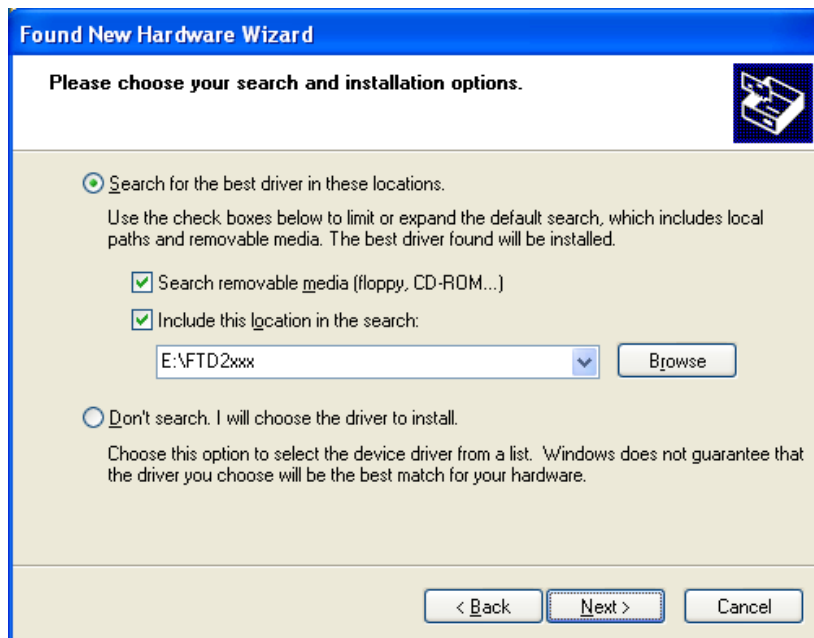 Found New Hardware Wizard
Please choose your search and installation options.
Search for the best driver in these locations.
Use the check boxes below to limit or expand the default search, which includes local
paths and removable media. The best driver found will be installed.
Search removable media (floppy, CD-ROM...)
Include this location in the search:
E:\FTD2xxx
Browse
Don't search. I will choose the driver to install.
Choose this option to select the device driver from a list. Windows does not guarantee that
the driver you choose will be the best match for your hardware.
< Back
Next >
Cancel